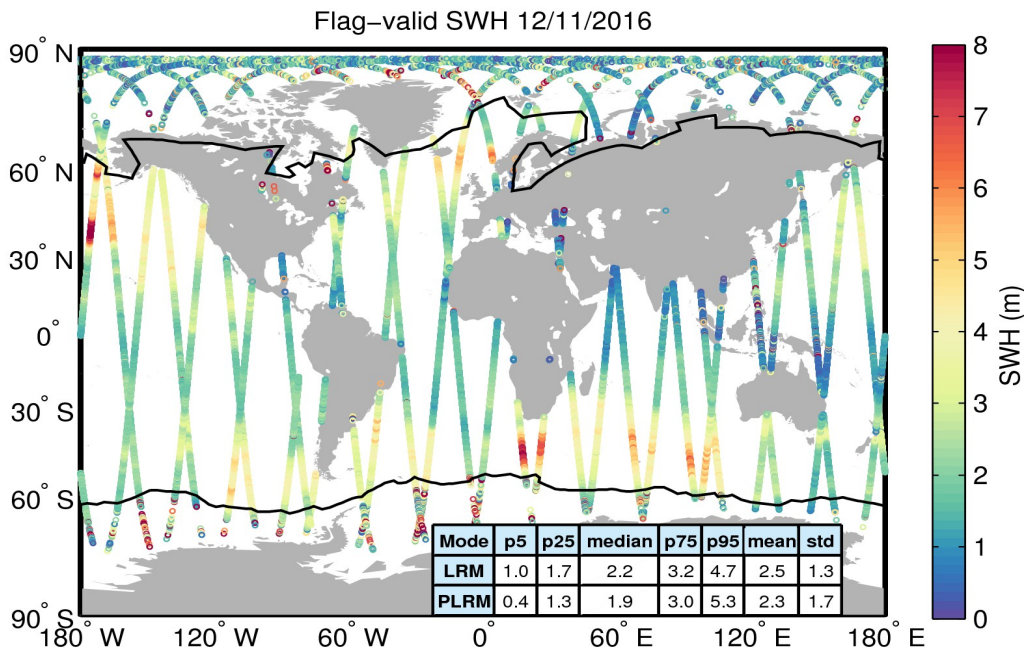 Flag−valid SWH 12/11/2016
90° N
60° N
30° N
0°
30° S
60° S
90° S
180° W
120° W
60° W
0°
60° E
120° E
180° E
Mode p5 p25 median p75 p95 mean std
LRM 1.0 1.7 2.2 3.2 4.7 2.5 1.3
PLRM 0.4 1.3 1.9 3.0 5.3 2.3 1.7
8
7
6
5
4
3
2
1
0
SWH (m)